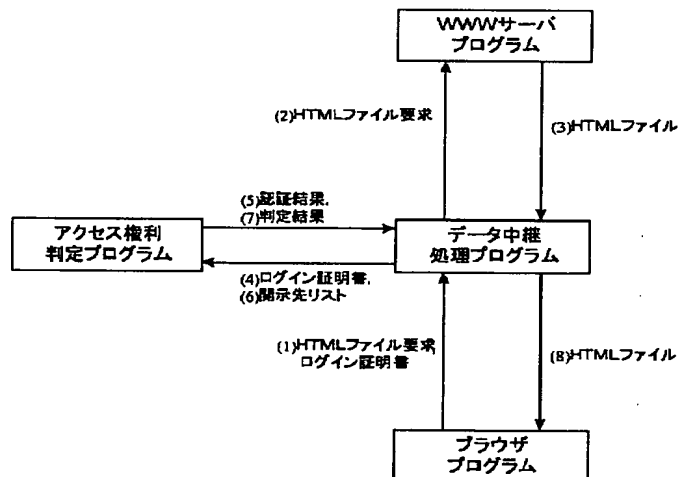 WWWサーバ
プログラム
(2)HTMLファイル要求
(3)HTMLファイル
(5)認証結果,
(7)判定結果
アクセス権利
判定プログラム
データ中継
処理プログラム
(4)ログイン証明書,
(6)開示先リスト
(1)HTMLファイル要求,
ログイン証明書
(8)HTMLファイル
ブラウザ
プログラム